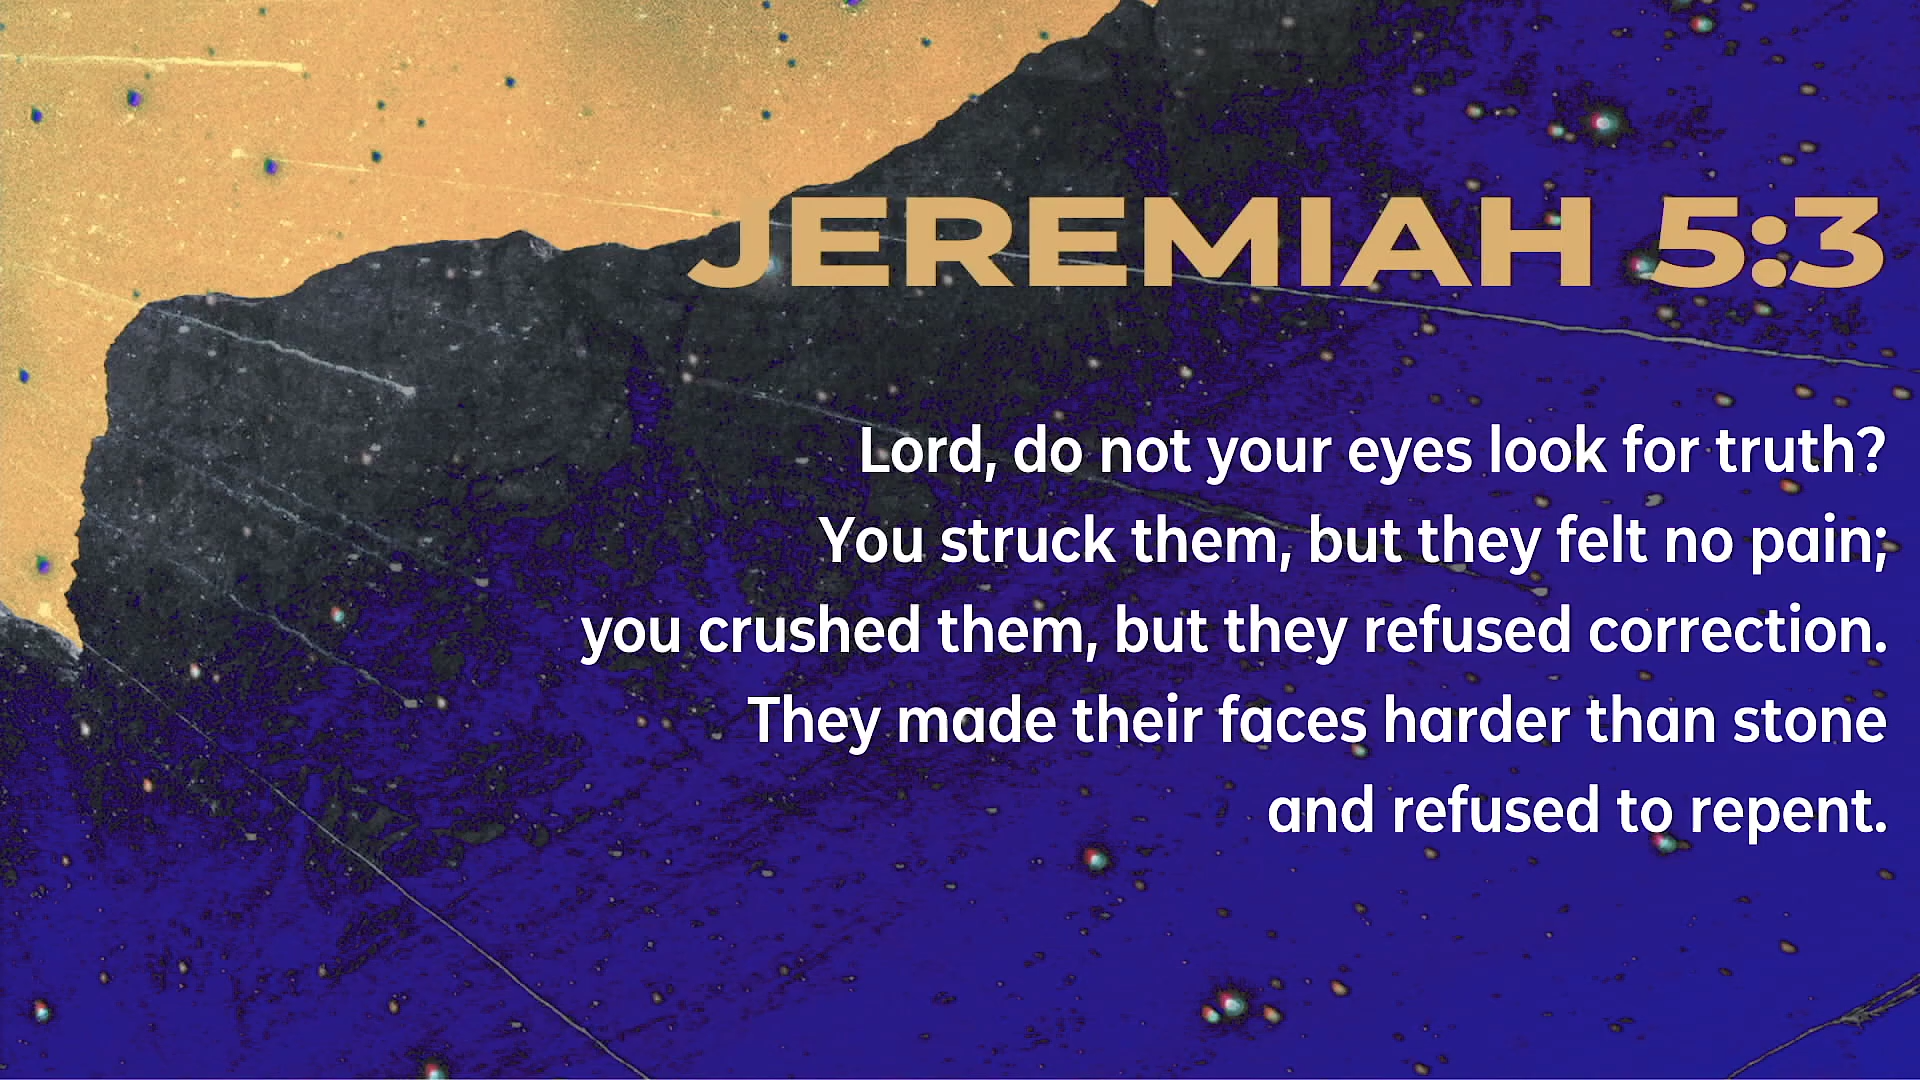 JEREMIAH 5:3
Lord, do not your eyes look for truth?
You struck them, but they felt no pain;
you crushed them, but they refused correction.
They made their faces harder than stone
and refused to repent.